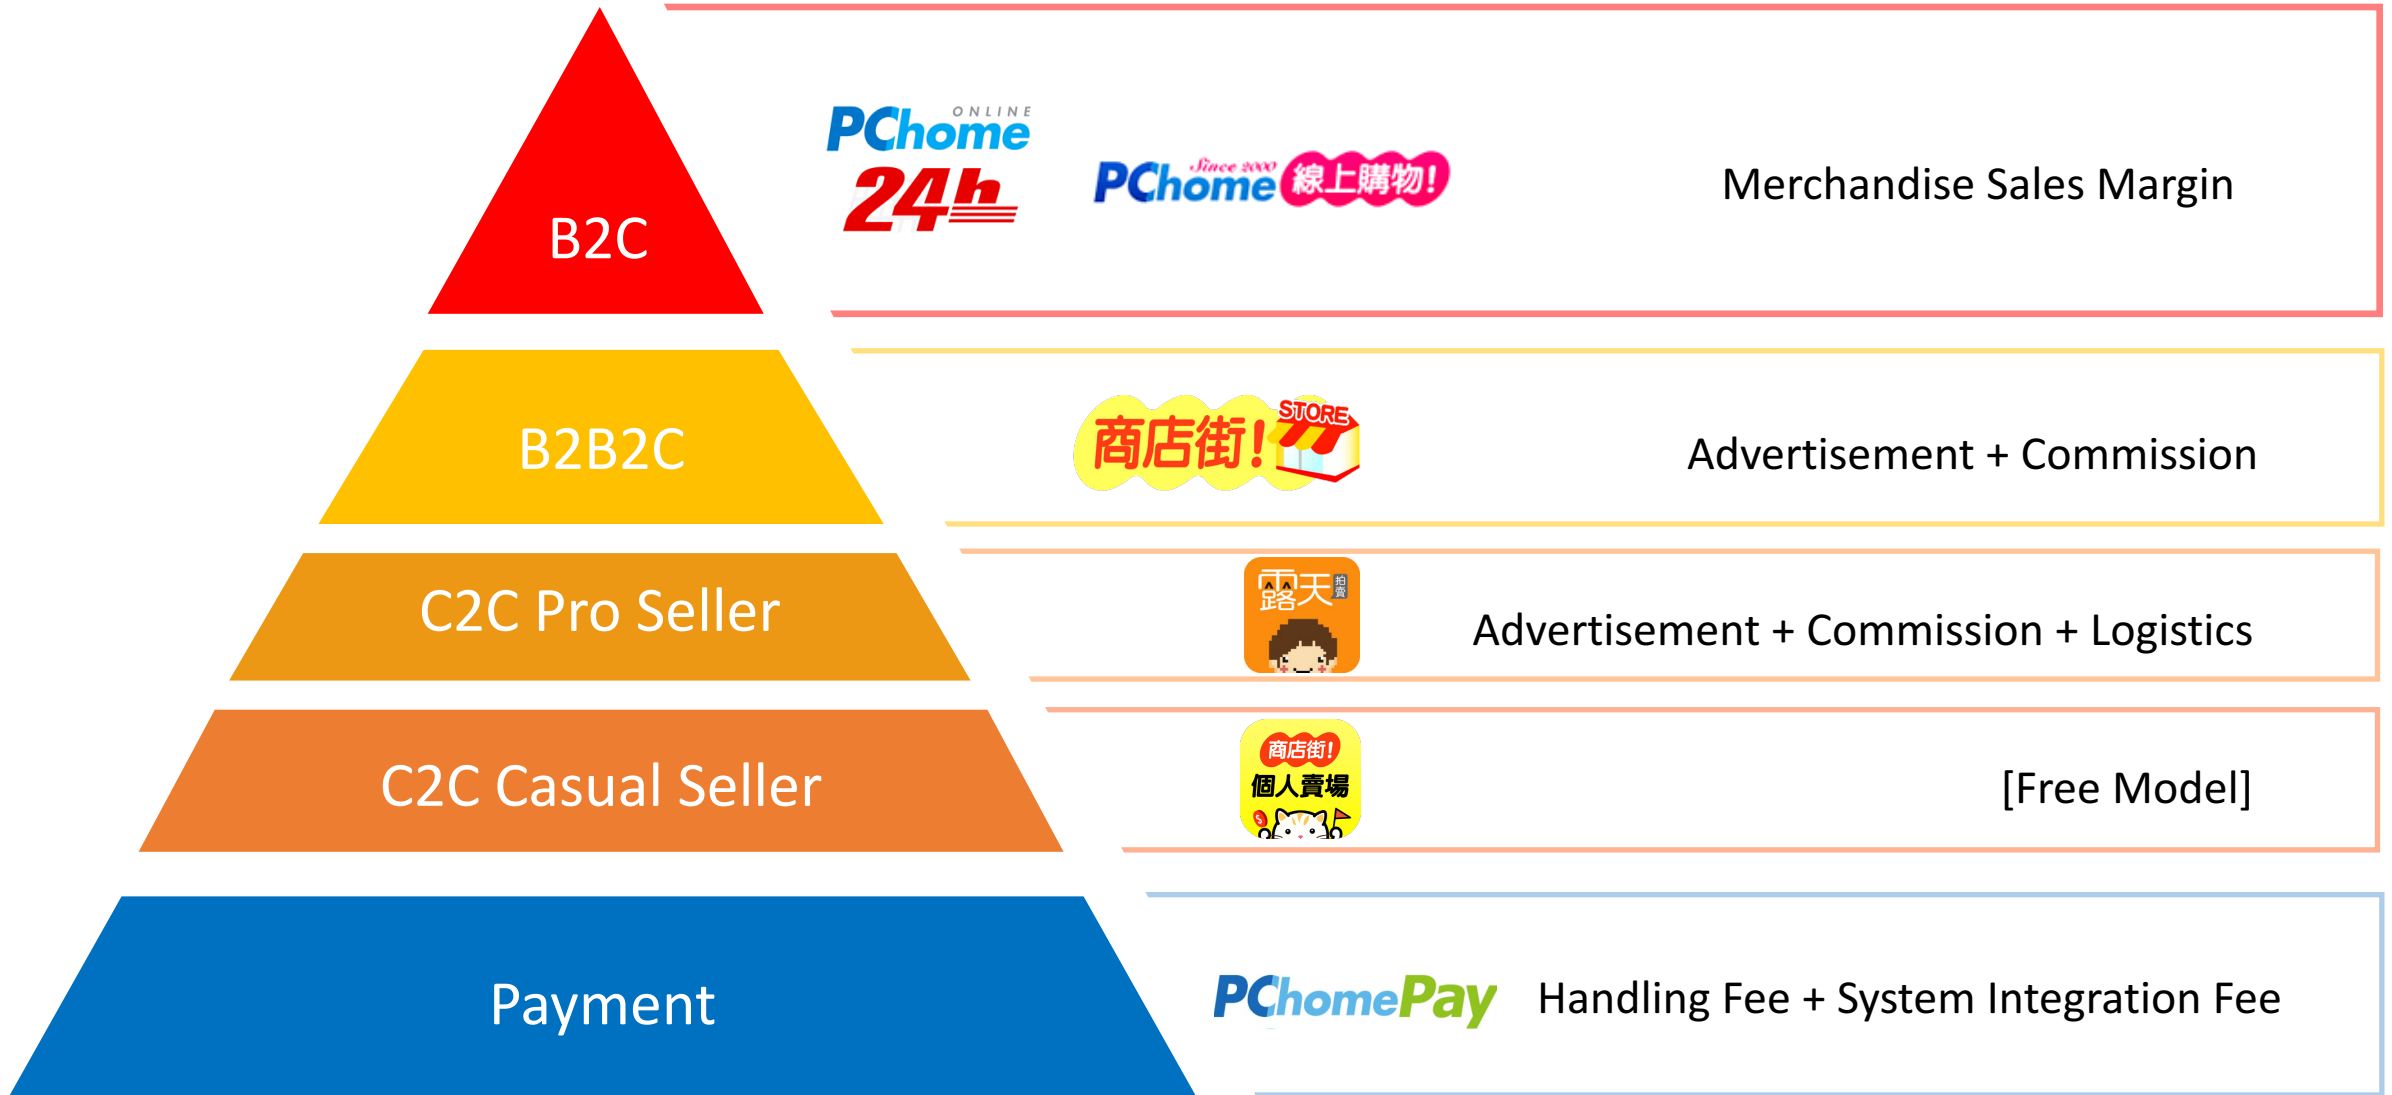 B2C
ONLINE
PChome
24h
Since 2000
PChome 線上購物!
Merchandise Sales Margin
B2B2C
商店街!
STORE
Advertisement + Commission
C2C Pro Seller
露天
拍賣
Advertisement + Commission + Logistics
C2C Casual Seller
商店街!
個人賣場
$
[Free Model]
Payment
PChomePay
Handling Fee + System Integration Fee